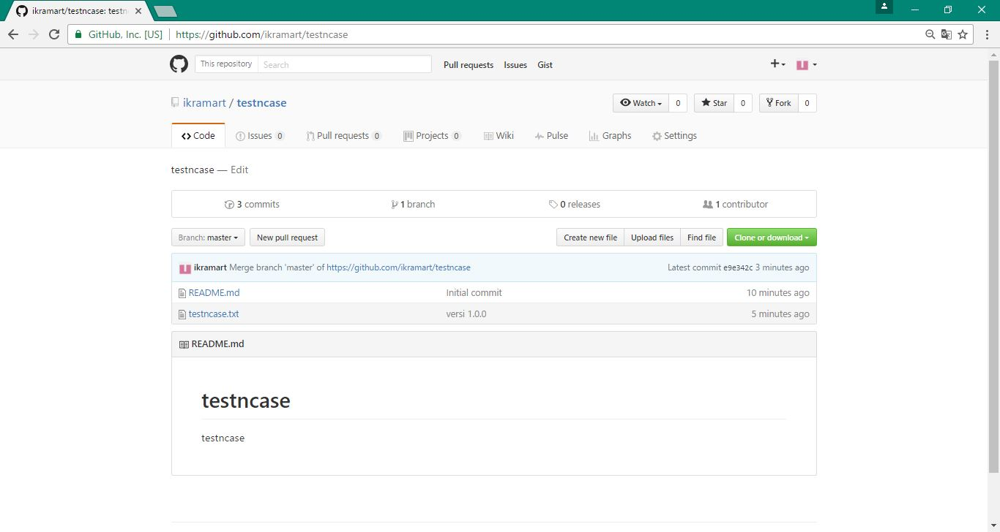 ikramart/testncase: testn
GitHub, Inc. [US] https://github.com/ikramart/testncase
This repository Search Pull requests Issues Gist
ikramart / testncase Watch 0 Star 0 Fork 0
Code Issues 0 Pull requests 0 Projects 0 Wiki Pulse Graphs Settings
testncase — Edit
3 commits 1 branch 0 releases 1 contributor
Branch: master New pull request Create new file Upload files Find file Clone or download
ikramart Merge branch 'master' of https://github.com/ikramart/testncase Latest commit e9e342c 3 minutes ago
README.md Initial commit 10 minutes ago
testncase.txt versi 1.0.0 5 minutes ago
README.md
testncase
testncase